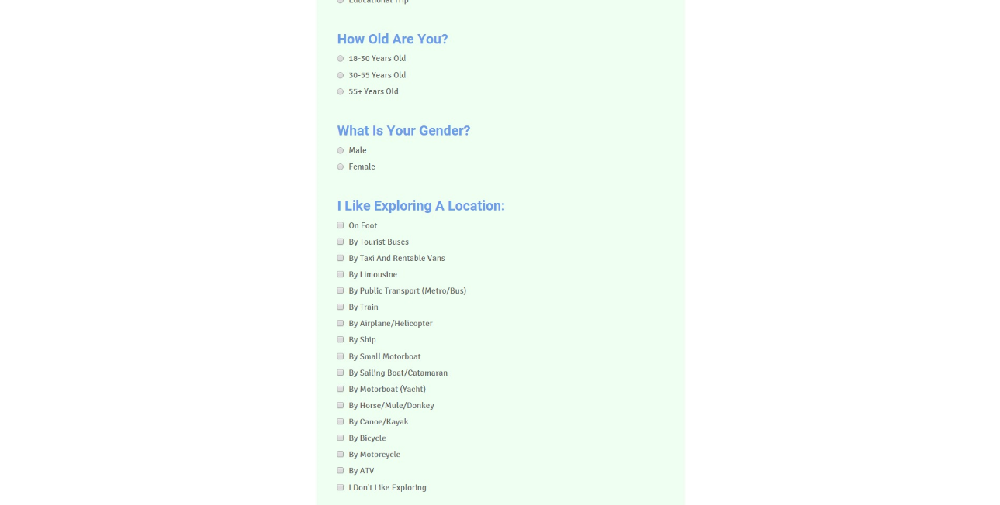 Educational Trip
How Old Are You?
18-30 Years Old
30-55 Years Old
55+ Years Old
What Is Your Gender?
Male
Female
I Like Exploring A Location:
On Foot
By Tourist Buses
By Taxi And Rentable Vans
By Limousine
By Public Transport (Metro/Bus)
By Train
By Airplane/Helicopter
By Ship
By Small Motorboat
By Sailing Boat/Catamaran
By Motorboat (Yacht)
By Horse/Mule/Donkey
By Canoe/Kayak
By Bicycle
By Motorcycle
By ATV
I Don't Like Exploring